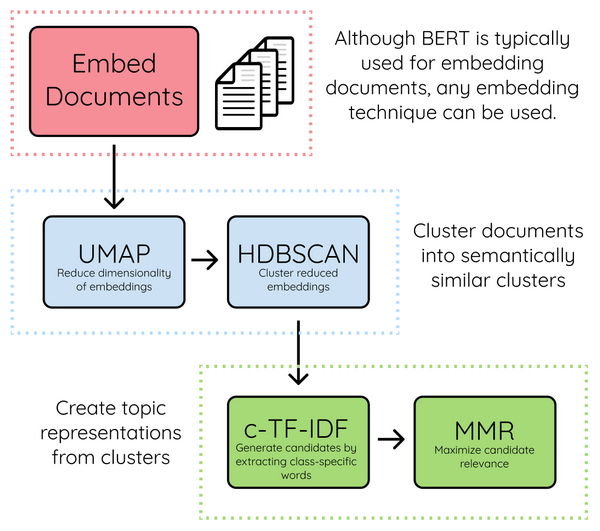 Embed
Documents
Although BERT is typically
used for embedding
documents, any embedding
technique can be used.
UMAP
Reduce dimensionality
of embeddings
HDBSCAN
Cluster reduced
embeddings
Cluster documents
into semantically
similar clusters
Create topic
representations
from clusters
c-TF-IDF
Generate candidates by
extracting class-specific
words
MMR
Maximize candidate
relevance